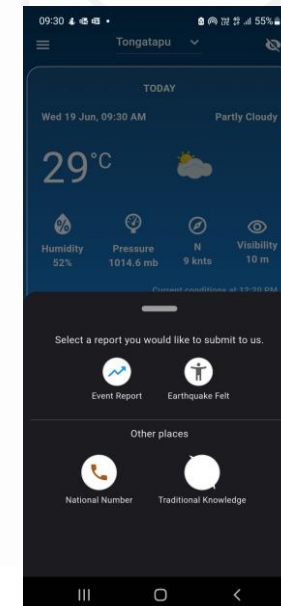 09:30
55%
Tongatapu
TODAY
Wed 19 Jun, 09:30 AM
Partly Cloudy
29°C
Humidity
52%
Pressure
1014.6 mb
N
9 knts
Visibility
10 m
Current conditions at 12:30 PM
Select a report you would like to submit to us.
Event Report
Earthquake Felt
Other places
National Number
Traditional Knowledge